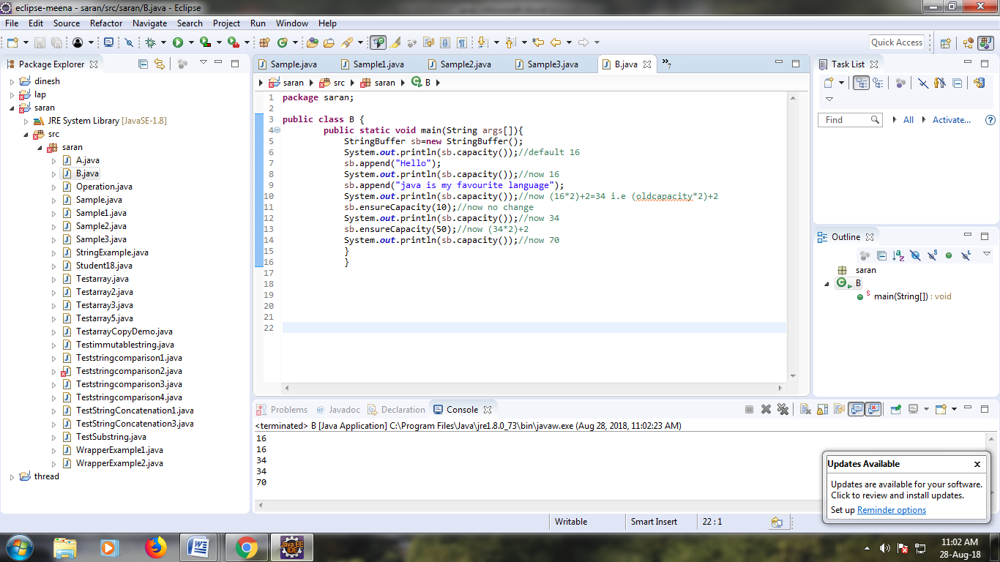 eclipse-meena - saran/src/saran/B.java - Eclipse
File Edit Source Refactor Navigate Search Project Run Window Help
Quick Access
Package Explorer
dinesh
lap
saran
JRE System Library [JavaSE-1.8]
src
saran
A.java
B.java
Operation.java
Sample.java
Sample1.java
Sample2.java
Sample3.java
StringExample.java
Student18.java
Testarray.java
Testarray2.java
Testarray3.java
Testarray5.java
TestarrayCopyDemo.java
Testimmutablestring.java
Teststringcomparison1.java
Teststringcomparison2.java
Teststringcomparison3.java
Teststringcomparison4.java
TestStringConcatenation1.java
TestStringConcatenation3.java
TestSubstring.java
WrapperExample1.java
WrapperExample2.java
thread
Sample.java Sample1.java Sample2.java Sample3.java B.java »7
saran src saran B
1 package saran;
2
3 public class B {
4 public static void main(String args[]){
5 StringBuffer sb=new StringBuffer();
6 System.out.println(sb.capacity());//default 16
7 sb.append("Hello");
8 System.out.println(sb.capacity());//now 16
9 sb.append("java is my favourite language");
10 System.out.println(sb.capacity());//now (16*2)+2=34 i.e (oldcapacity*2)+2
11 sb.ensureCapacity(10);//now no change
12 System.out.println(sb.capacity());//now 34
13 sb.ensureCapacity(50);//now (34*2)+2
14 System.out.println(sb.capacity());//now 70
15 }
16 }
17
18
19
20
21
22
Task List
Find All Activate...
Outline
saran
B
main(String[]) : void
Problems @ Javadoc Declaration Console
<terminated> B [Java Application] C:\Program Files\Java\jre1.8.0_73\bin\javaw.exe (Aug 28, 2018, 11:02:23 AM)
16
16
34
34
70
Updates Available
Updates are available for your software.
Click to review and install updates.
Set up Reminder options
Writable Smart Insert 22 : 1
Java EE
IDE
11:02 AM
28-Aug-18